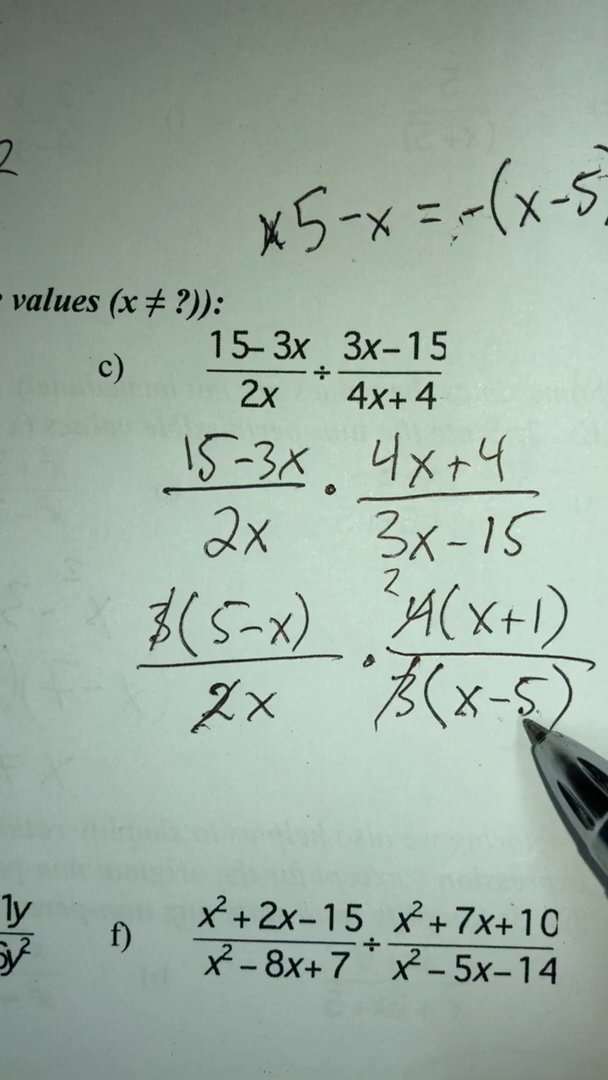 2
x5-x = -(x-5)
values (x ≠ ?)):
c) 15-3x / 2x ÷ 3x-15 / 4x+4
15-3x / 2x · 4x+4 / 3x-15
3(5-x) / 2x · 2 4(x+1) / 3(x-5)
1y
y²
f) x²+2x-15 / x²-8x+7 ÷ x²+7x+10 / x²-5x-14